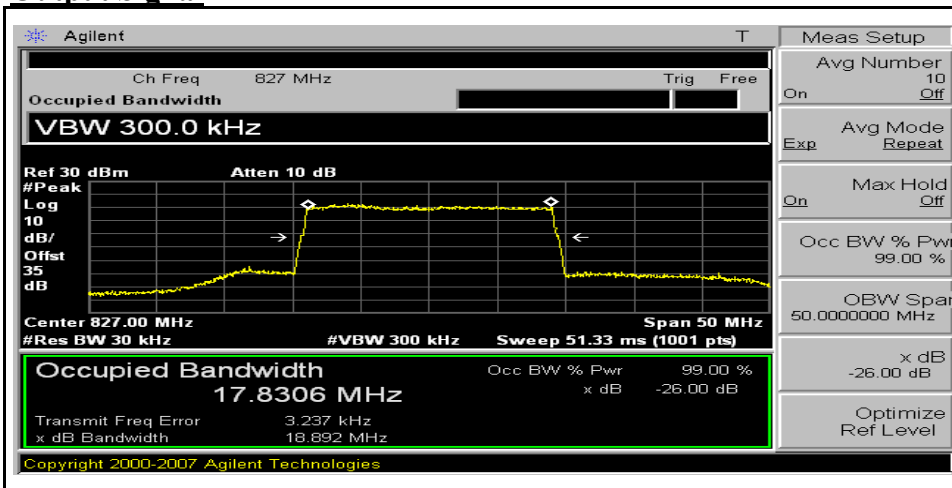 Agilent T
Ch Freq 827 MHz Trig Free
Occupied Bandwidth
VBW 300.0 kHz
Ref 30 dBm Atten 10 dB
#Peak
Log
10
dB/
Offst
35
dB
Center 827.00 MHz Span 50 MHz
#Res BW 30 kHz #VBW 300 kHz Sweep 51.33 ms (1001 pts)
Occupied Bandwidth Occ BW % Pwr 99.00 %
17.8306 MHz x dB -26.00 dB
Transmit Freq Error 3.237 kHz
x dB Bandwidth 18.892 MHz
Copyright 2000-2007 Agilent Technologies
Meas Setup
Avg Number
10
On Off
Avg Mode
Exp Repeat
Max Hold
On Off
Occ BW % Pwr
99.00 %
OBW Span
50.0000000 MHz
x dB
-26.00 dB
Optimize
Ref Level